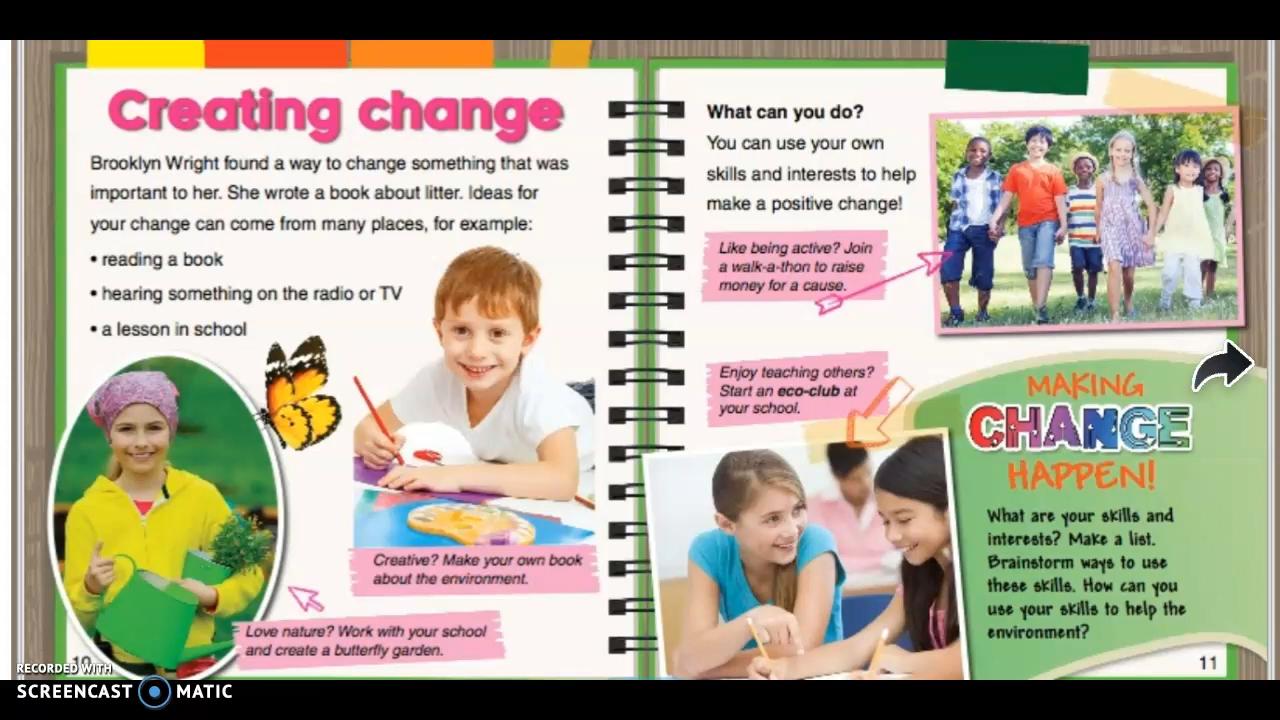 Creating change
Brooklyn Wright found a way to change something that was
important to her. She wrote a book about litter. Ideas for
your change can come from many places, for example:
• reading a book
• hearing something on the radio or TV
• a lesson in school
Creative? Make your own book
about the environment.
Love nature? Work with your school
and create a butterfly garden.
What can you do?
You can use your own
skills and interests to help
make a positive change!
Like being active? Join
a walk-a-thon to raise
money for a cause.
Enjoy teaching others?
Start an eco-club at
your school.
MAKING
CHANGE
HAPPEN!
What are your skills and
interests? Make a list.
Brainstorm ways to use
these skills. How can you
use your skills to help the
environment?
11
RECORDED WITH
SCREENCAST MATIC